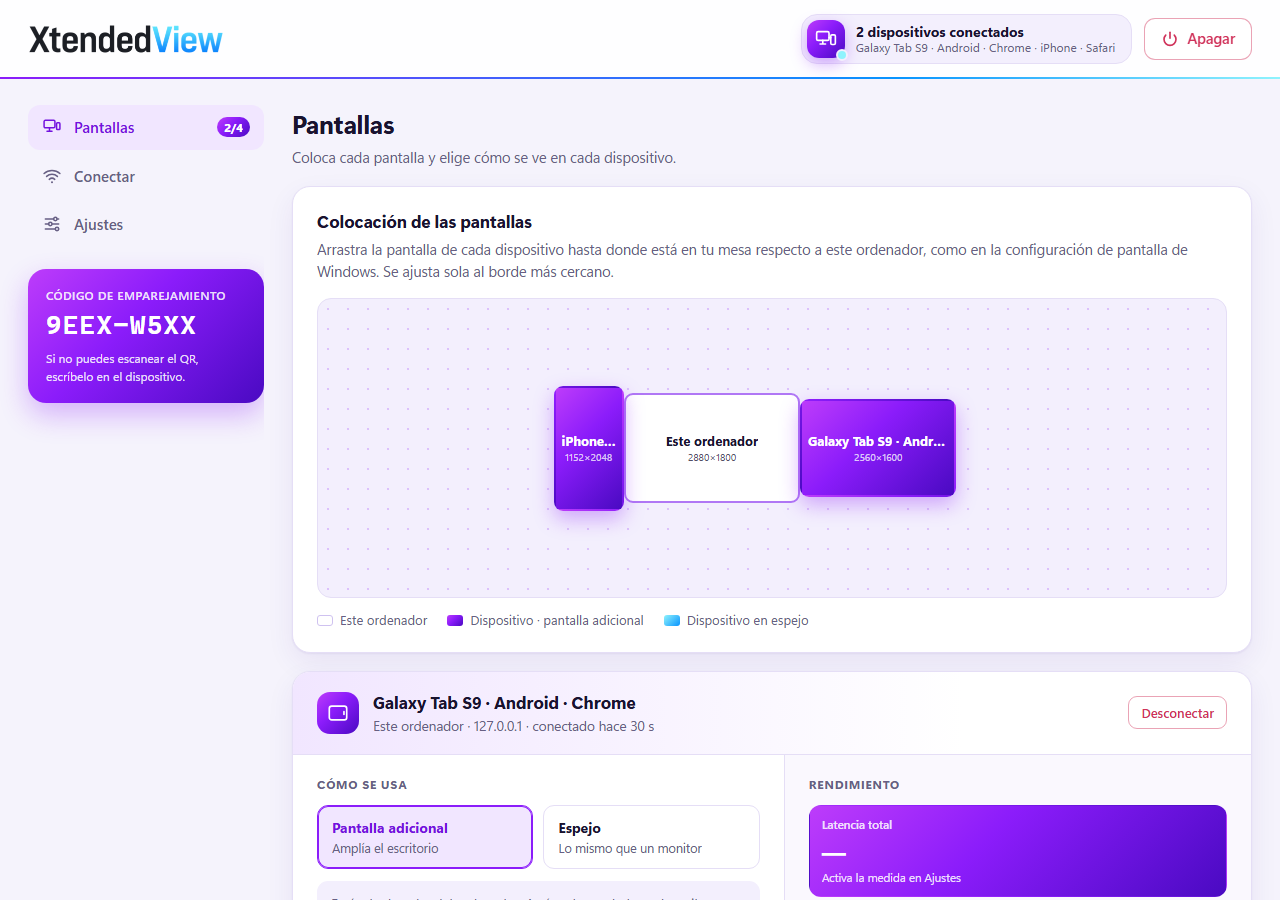 XtendedView
2 dispositivos conectados
Galaxy Tab S9 · Android · Chrome · iPhone · Safari
Apagar
Pantallas
2/4
Conectar
Ajustes
CÓDIGO DE EMPAREJAMIENTO
9EEX-W5XX
Si no puedes escanear el QR,
escríbelo en el dispositivo.
Pantallas
Coloca cada pantalla y elige cómo se ve en cada dispositivo.
Colocación de las pantallas
Arrastra la pantalla de cada dispositivo hasta donde está en tu mesa respecto a este ordenador, como en la configuración de pantalla de
Windows. Se ajusta sola al borde más cercano.
iPhone...
1152×2048
Este ordenador
2880×1800
Galaxy Tab S9 · Andr...
2560×1600
Este ordenador
Dispositivo · pantalla adicional
Dispositivo en espejo
Galaxy Tab S9 · Android · Chrome
Este ordenador · 127.0.0.1 · conectado hace 30 s
Desconectar
CÓMO SE USA
Pantalla adicional
Amplía el escritorio
Espejo
Lo mismo que un monitor
RENDIMIENTO
Latencia total
—
Activa la medida en Ajustes